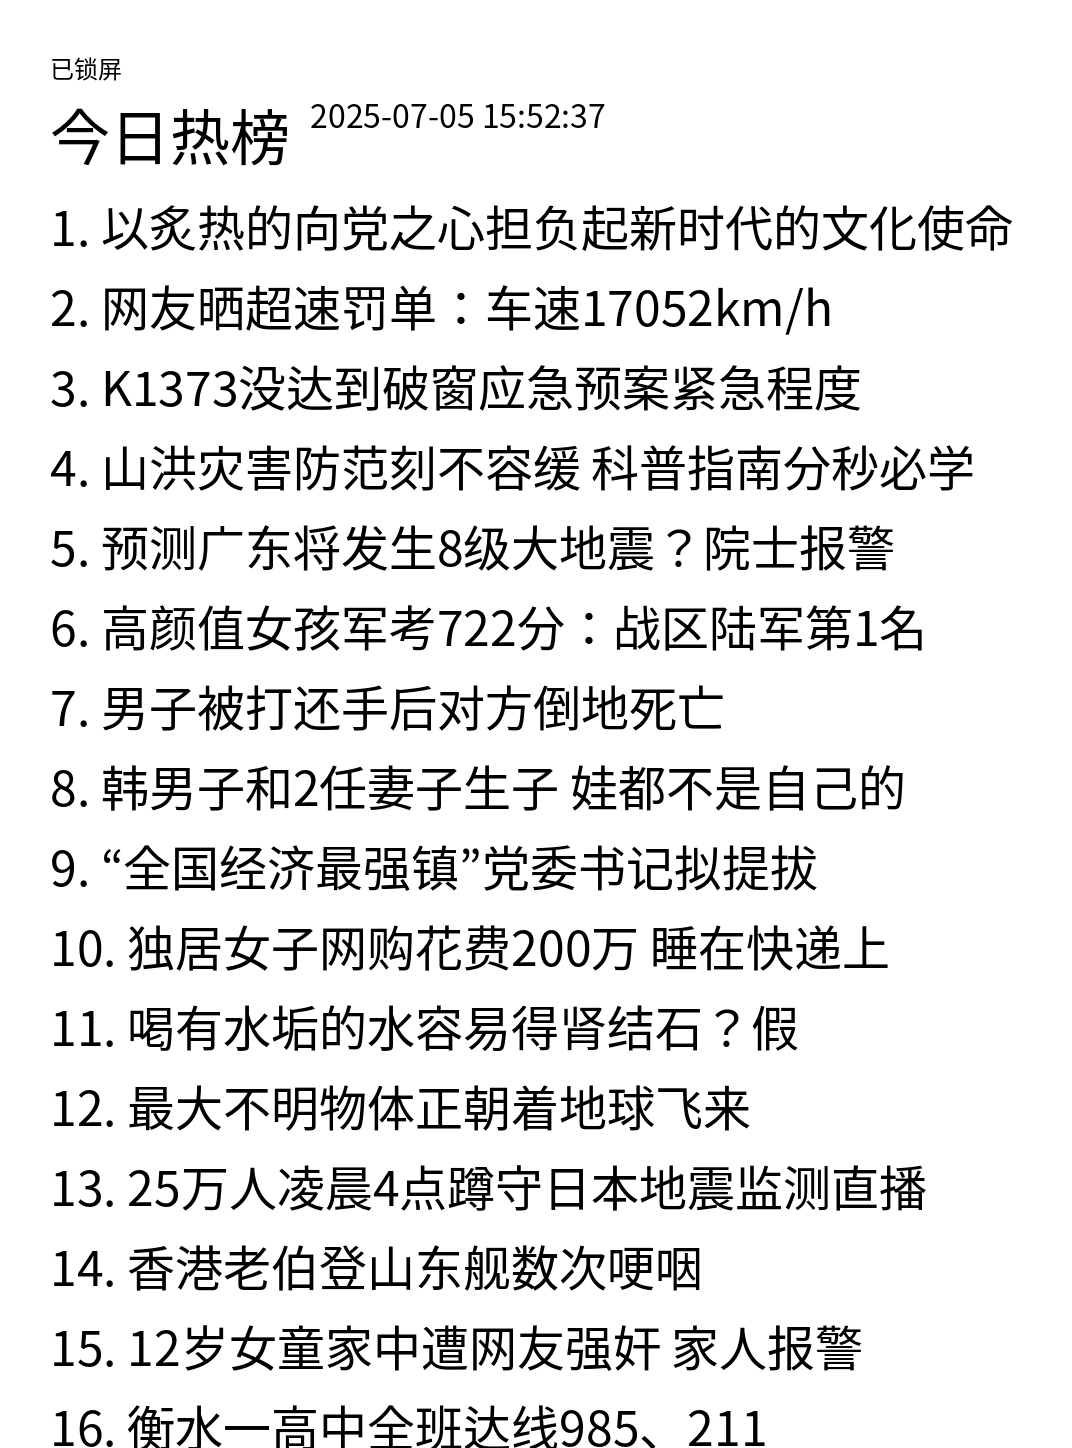 已锁屏
今日热榜 2025-07-05 15:52:37
1. 以炙热的向党之心担负起新时代的文化使命
2. 网友晒超速罚单：车速17052km/h
3. K1373没达到破窗应急预案紧急程度
4. 山洪灾害防范刻不容缓 科普指南分秒必学
5. 预测广东将发生8级大地震？院士报警
6. 高颜值女孩军考722分：战区陆军第1名
7. 男子被打还手后对方倒地死亡
8. 韩男子和2任妻子生子 娃都不是自己的
9. “全国经济最强镇”党委书记拟提拔
10. 独居女子网购花费200万 睡在快递上
11. 喝有水垢的水容易得肾结石？假
12. 最大不明物体正朝着地球飞来
13. 25万人凌晨4点蹲守日本地震监测直播
14. 香港老伯登山东舰数次哽咽
15. 12岁女童家中遭网友强奸 家人报警
16. 衡水一高中全班达线985、211